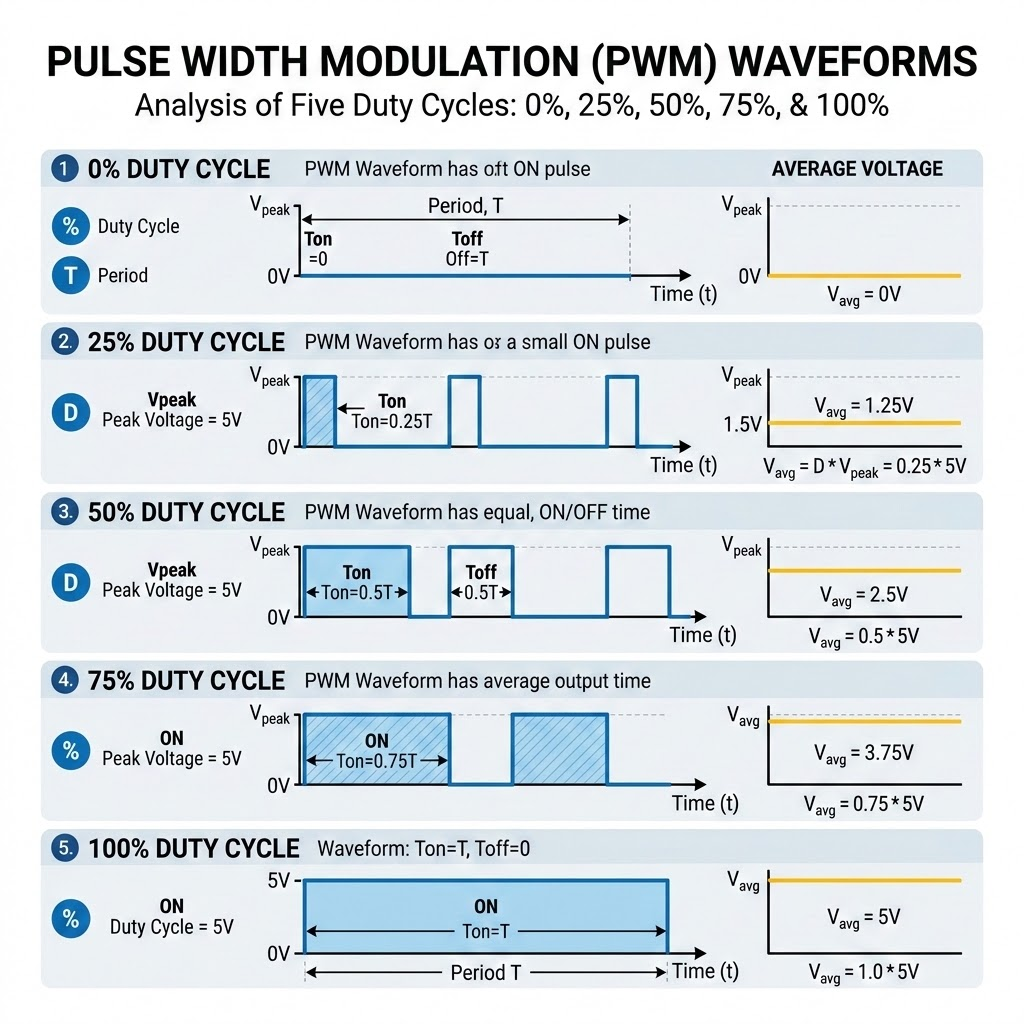 PULSE WIDTH MODULATION (PWM) WAVEFORMS
Analysis of Five Duty Cycles: 0%, 25%, 50%, 75%, & 100%
1 0% DUTY CYCLE PWM Waveform has ON pulse AVERAGE VOLTAGE
% Duty Cycle
T Period
Vpeak
Period, T
Ton
=0
Toff
Off=T
0V
Time (t)
Vpeak
0V
Vavg = 0V
2. 25% DUTY CYCLE PWM Waveform has a small ON pulse
D
Vpeak
Peak Voltage = 5V
Vpeak
Ton
Ton=0.25T
0V
Time (t)
Vpeak
Vavg = 1.25V
1.5V
Vavg = D * Vpeak = 0.25 * 5V
3. 50% DUTY CYCLE PWM Waveform has equal, ON/OFF time
D
Vpeak
Peak Voltage = 5V
Vpeak
Ton
Ton=0.5T
Toff
0.5T
0V
Time (t)
Vpeak
Vavg = 2.5V
Vavg = 0.5 * 5V
4. 75% DUTY CYCLE PWM Waveform has average output time
%
ON
Peak Voltage = 5V
Vpeak
ON
Ton=0.75T
0V
Time (t)
Vavg
Vavg = 3.75V
Vavg = 0.75 * 5V
5. 100% DUTY CYCLE Waveform: Ton=T, Toff=0
%
ON
Duty Cycle = 5V
5V
ON
Ton=T
0V
Period T
Time (t)
Vavg
Vavg = 5V
Vavg = 1.0 * 5V